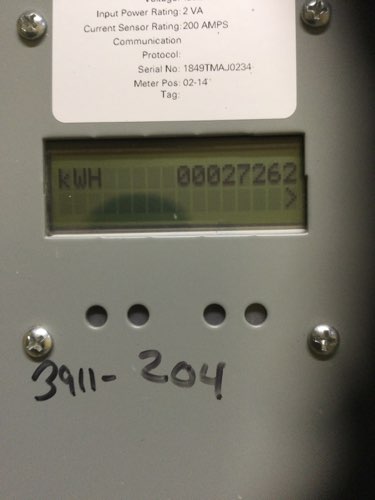 Input Power Rating: 2 VA
Current Sensor Rating: 200 AMPS
Communication
Protocol:
Serial No: 1849TMAJ0234
Meter Pos: 02-14
Tag:
kWH 00027262
>
3911- 204